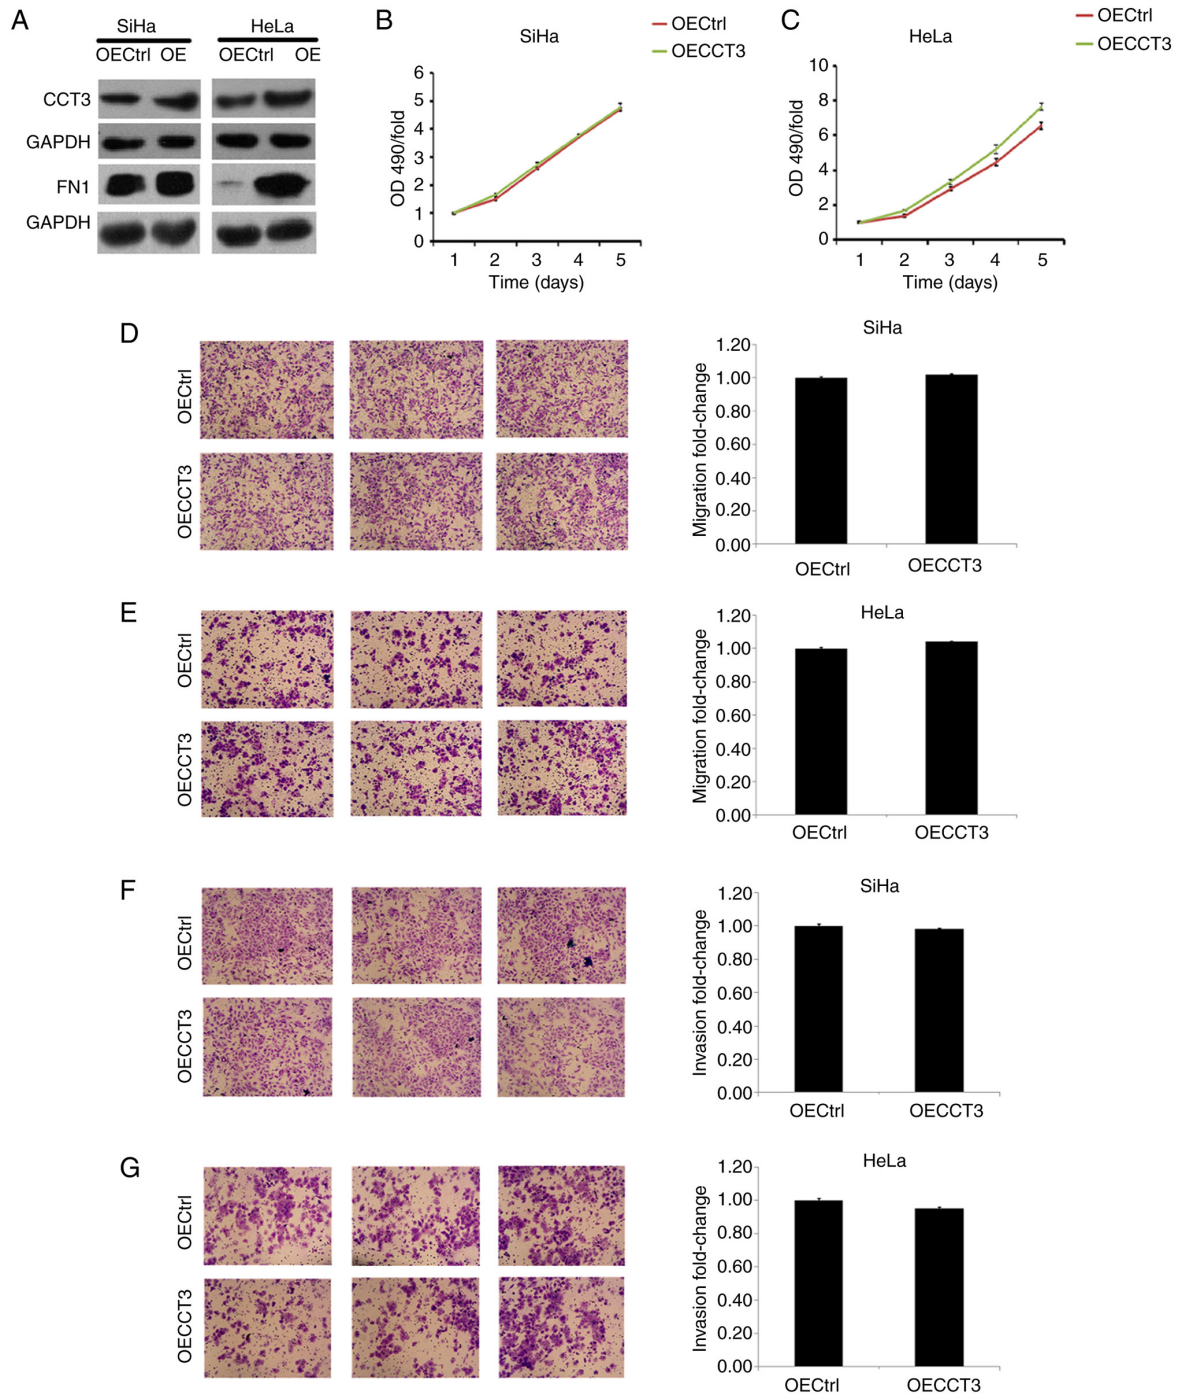 A
SiHa
HeLa
OECtrl OE
OECtrl OE
CCT3
GAPDH
FN1
GAPDH
B
SiHa
OECtrl
OECCT3
OD 490/fold
6
5
4
3
2
1
0
1 2 3 4 5
Time (days)
C
HeLa
OECtrl
OECCT3
OD 490/fold
10
8
6
4
2
0
1 2 3 4 5
Time (days)
D
OECtrl
OECCT3
SiHa
Migration fold-change
1.20
1.00
0.80
0.60
0.40
0.20
0.00
OECtrl OECCT3
E
OECtrl
OECCT3
HeLa
Migration fold-change
1.20
1.00
0.80
0.60
0.40
0.20
0.00
OECtrl OECCT3
F
OECtrl
OECCT3
SiHa
Invasion fold-change
1.20
1.00
0.80
0.60
0.40
0.20
0.00
OECtrl OECCT3
G
OECtrl
OECCT3
HeLa
Invasion fold-change
1.20
1.00
0.80
0.60
0.40
0.20
0.00
OECtrl OECCT3